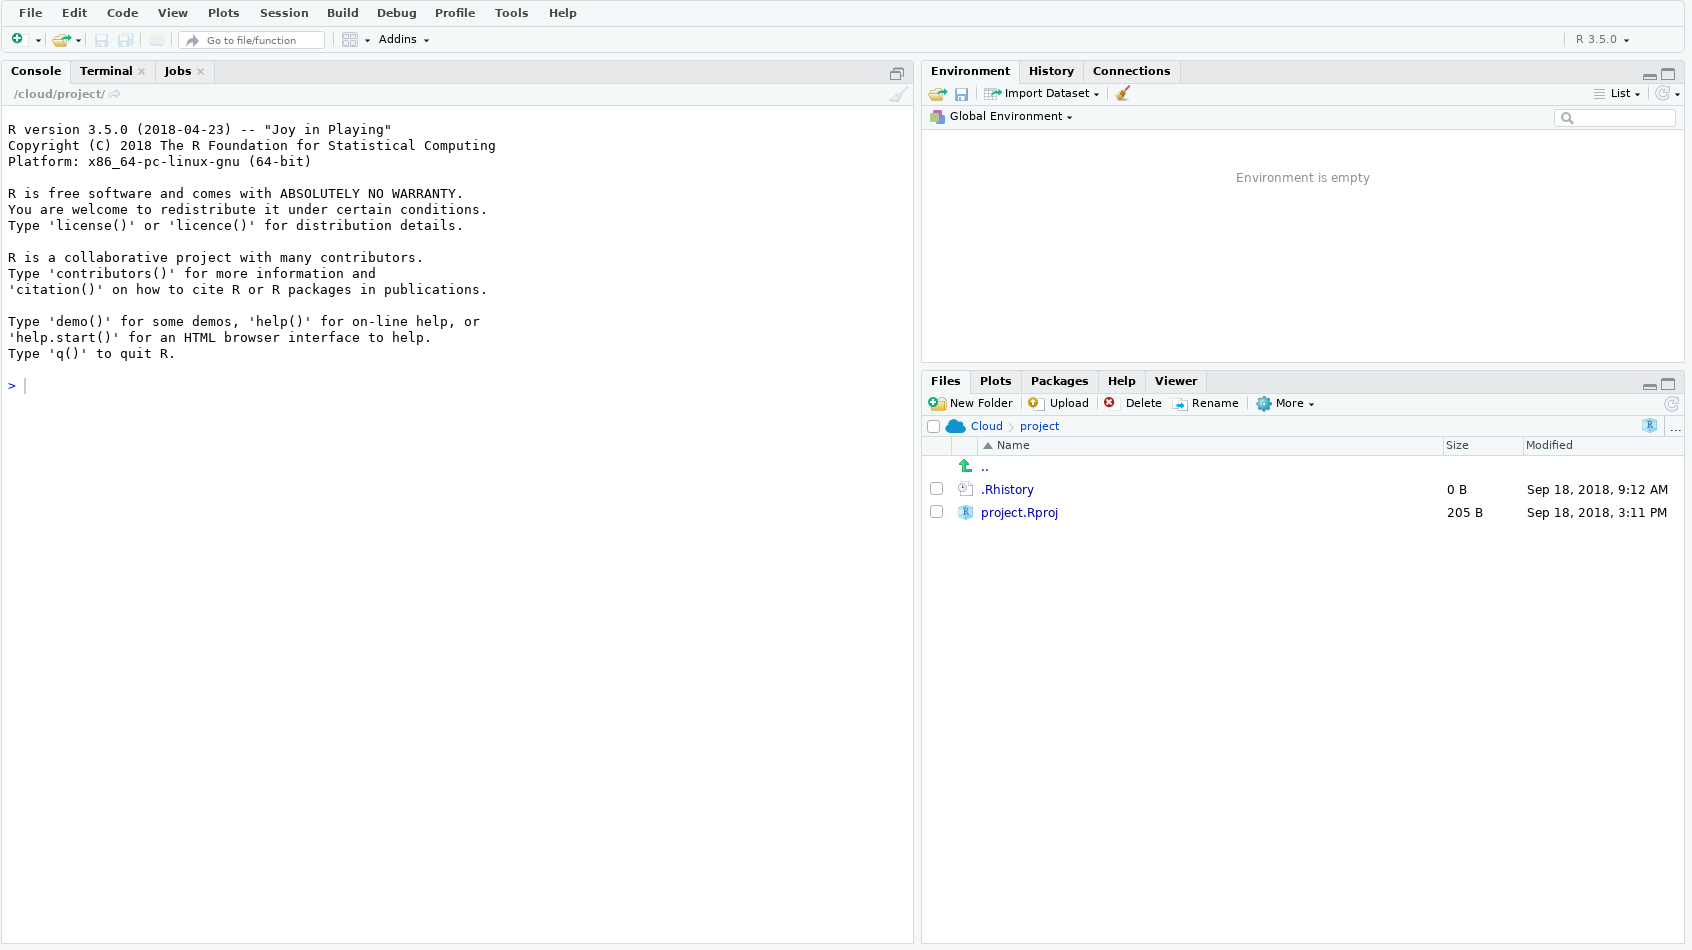 File Edit Code View Plots Session Build Debug Profile Tools Help
Go to file/function Addins R 3.5.0
Console Terminal Jobs
/cloud/project/
R version 3.5.0 (2018-04-23) -- "Joy in Playing"
Copyright (C) 2018 The R Foundation for Statistical Computing
Platform: x86_64-pc-linux-gnu (64-bit)
R is free software and comes with ABSOLUTELY NO WARRANTY.
You are welcome to redistribute it under certain conditions.
Type 'license()' or 'licence()' for distribution details.
R is a collaborative project with many contributors.
Type 'contributors()' for more information and
'citation()' on how to cite R or R packages in publications.
Type 'demo()' for some demos, 'help()' for on-line help, or
'help.start()' for an HTML browser interface to help.
Type 'q()' to quit R.
>
Environment History Connections
Import Dataset List
Global Environment
Environment is empty
Files Plots Packages Help Viewer
New Folder Upload Delete Rename More
Cloud project R ...
Name Size Modified
..
.Rhistory 0 B Sep 18, 2018, 9:12 AM
R project.Rproj 205 B Sep 18, 2018, 3:11 PM